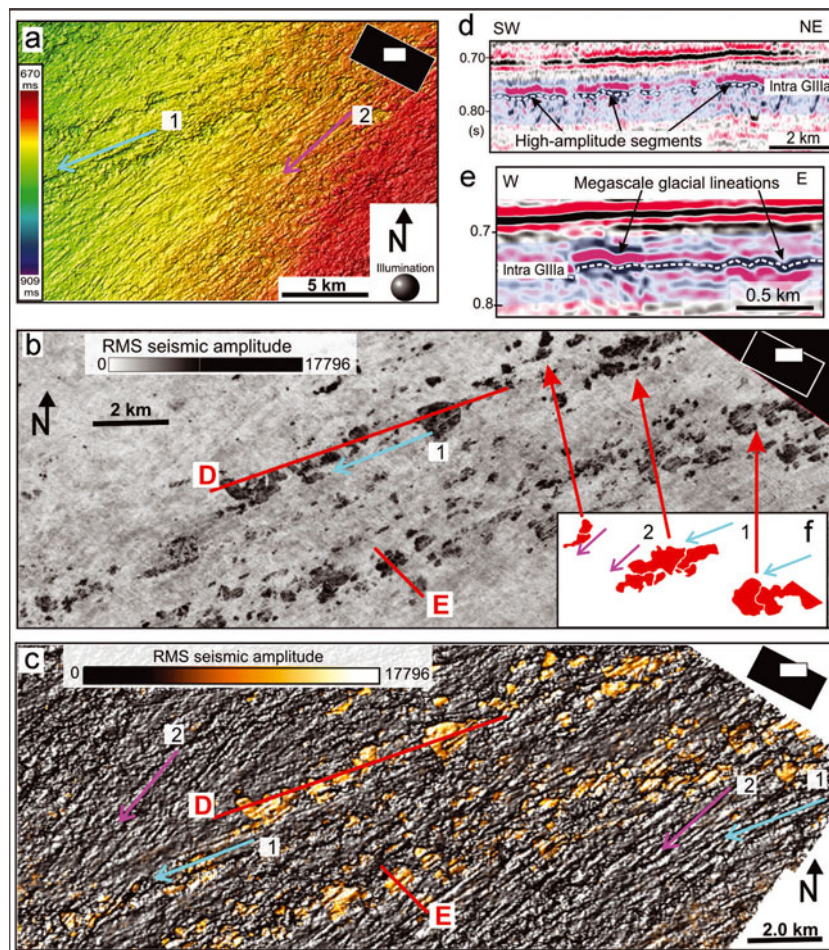 a
670
ms
909
ms
1
2
N
Illumination
5 km
d
SW
NE
0.70
0.80
(s)
Intra GIIIa
High-amplitude segments
2 km
e
W
E
Megascale glacial lineations
0.7
Intra GIIIa
0.8
0.5 km
b
RMS seismic amplitude
0
17796
N
2 km
D
1
E
2
1
f
c
RMS seismic amplitude
0
17796
2
D
1
2
1
E
N
2.0 km